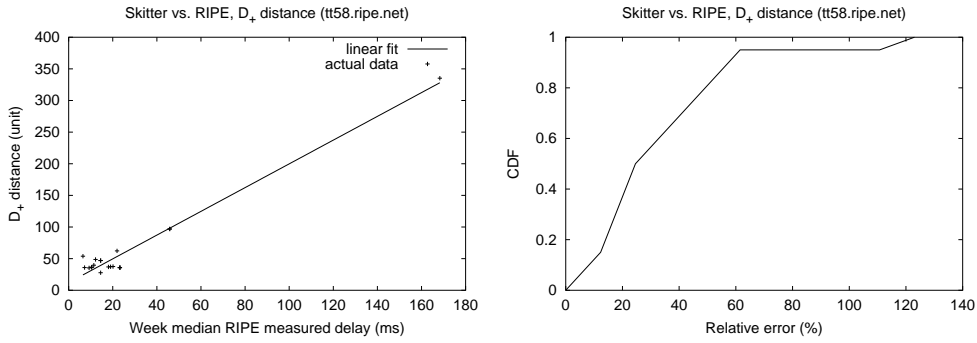 Skitter vs. RIPE, D+ distance (tt58.ripe.net)
400
350
300
250
200
150
100
50
0
D+ distance (unit)
linear fit
actual data
0 20 40 60 80 100 120 140 160 180
Week median RIPE measured delay (ms)
Skitter vs. RIPE, D+ distance (tt58.ripe.net)
1
0.8
0.6
0.4
0.2
0
CDF
0 20 40 60 80 100 120 140
Relative error (%)